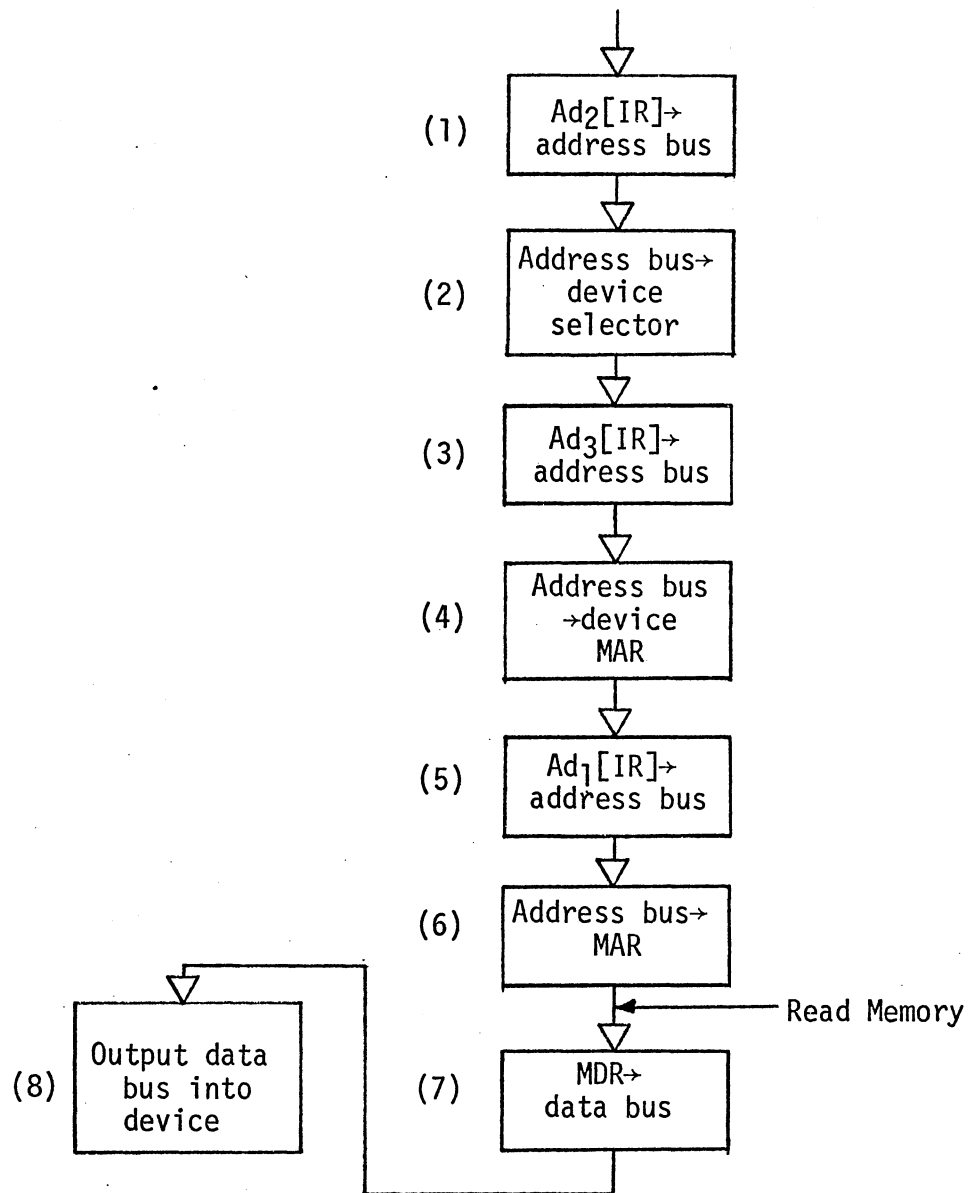 (1)
Ad2[IR]→
address bus
(2)
Address bus→
device
selector
(3)
Ad3[IR]→
address bus
(4)
Address bus
→device
MAR
(5)
Ad1[IR]→
address bus
(6)
Address bus→
MAR
Read Memory
(7)
MDR→
data bus
(8)
Output data
bus into
device